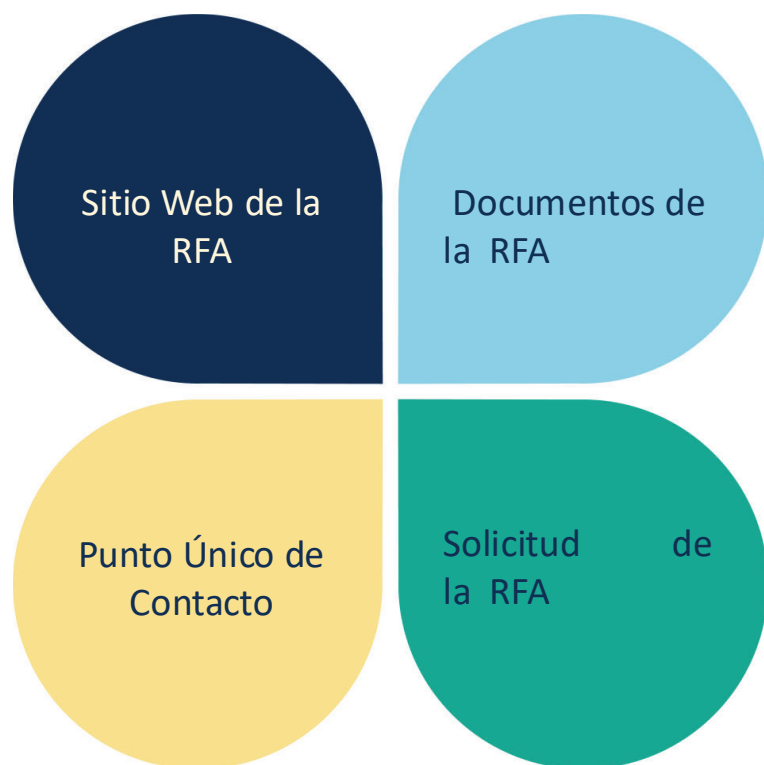 Sitio Web de la
RFA
Documentos de
la RFA
Punto Único de
Contacto
Solicitud de
la RFA